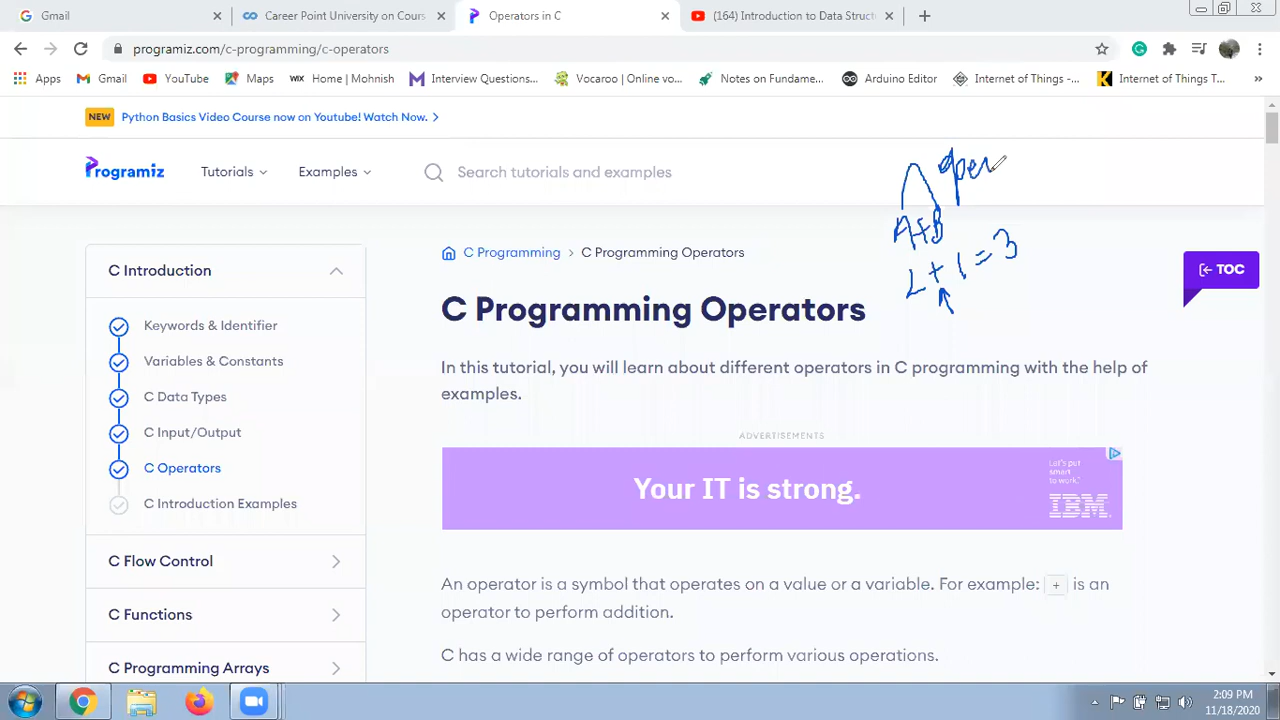 Gmail
Career Point University on Cours
Operators in C
(164) Introduction to Data Struct
programiz.com/c-programming/c-operators
Apps
Gmail
YouTube
Maps
WIX Home | Mohnish
Interview Questions...
Vocaroo | Online vo...
Notes on Fundame...
Arduino Editor
Internet of Things -...
Internet of Things T...
NEW Python Basics Video Course now on Youtube! Watch Now.
Programiz
Tutorials
Examples
Search tutorials and examples
oper
A+B
2 + 1 = 3
C Introduction
Keywords & Identifier
Variables & Constants
C Data Types
C Input/Output
C Operators
C Introduction Examples
C Flow Control
C Functions
C Programming Arrays
C Programming > C Programming Operators
TOC
C Programming Operators
In this tutorial, you will learn about different operators in C programming with the help of
examples.
ADVERTISEMENTS
Your IT is strong.
Let's put
smart
to work.
IBM
An operator is a symbol that operates on a value or a variable. For example: + is an
operator to perform addition.
C has a wide range of operators to perform various operations.
2:09 PM
11/18/2020